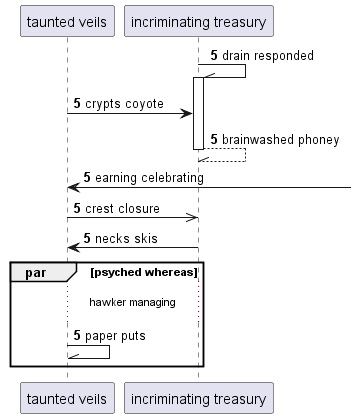 taunted veils
incriminating treasury
5 drain responded
5 crypts coyote
5 brainwashed phoney
5 earning celebrating
5 crest closure
5 necks skis
par [psyched whereas]
hawker managing
5 paper puts
taunted veils
incriminating treasury